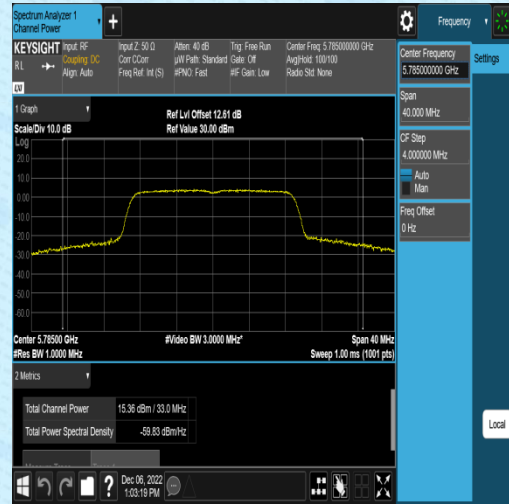 Spectrum Analyzer 1
Channel Power
+
Frequency
KEYSIGHT
RL
LXI
Input: RF
Coupling: DC
Align: Auto
Input Z: 50 Ω
Corr CCorr
Freq Ref: Int (S)
Atten: 40 dB
µW Path: Standard
#PNO: Fast
Trig: Free Run
Gate: Off
#IF Gain: Low
Center Freq: 5.785000000 GHz
Avg|Hold: 100/100
Radio Std: None
Center Frequency
5.785000000 GHz
Settings
Span
40.000 MHz
CF Step
4.000000 MHz
Auto
Man
Freq Offset
0 Hz
1 Graph
Scale/Div 10.0 dB
Ref Lvl Offset 12.61 dB
Ref Value 30.00 dBm
Log
20.0
10.0
0.00
-10.0
-20.0
-30.0
-40.0
-50.0
-60.0
Center 5.78500 GHz
#Video BW 3.0000 MHz*
Span 40 MHz
#Res BW 1.0000 MHz
Sweep 1.00 ms (1001 pts)
2 Metrics
Total Channel Power 15.36 dBm / 33.0 MHz
Total Power Spectral Density -59.83 dBm/Hz
Local
?
Dec 06, 2022
1:03:19 PM